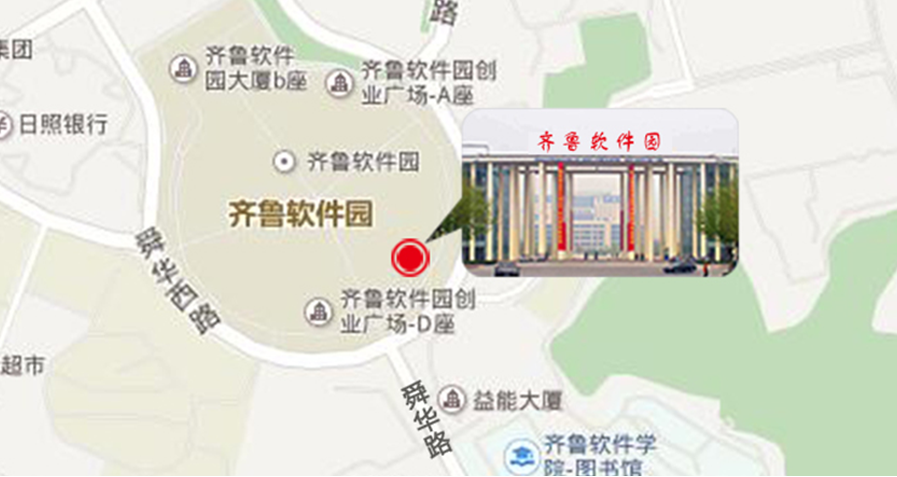 路
集团
齐鲁软件
园大厦b座
齐鲁软件园创
业广场-A座
日照银行
齐鲁软件园
齐鲁软件园
齐鲁软件园
舜华西路
齐鲁软件园创
业广场-D座
超市
舜华路
益能大厦
齐鲁软件学
院-图书馆